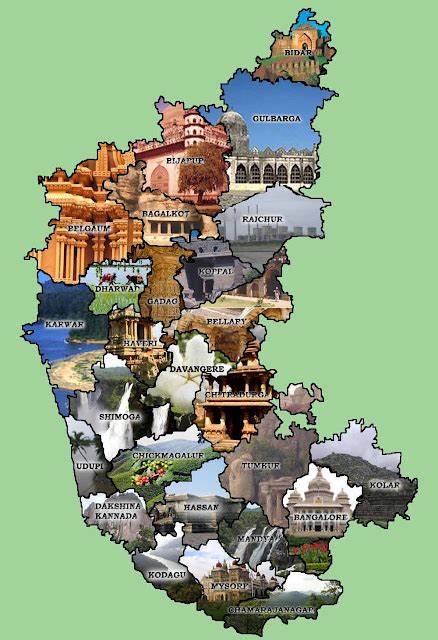 BIDAR
GULBARGA
BIJAPUR
BAGALKOT
RAICHUR
BELGAUM
KOPPAL
DHARWAD
GADAG
KARWAR
BELLARY
HAVERI
DAVANGERE
CHITRADURGA
SHIMOGA
CHICKMAGALUR
UDUPI
TUMKUR
KOLAR
DAKSHINA
KANNADA
HASSAN
BANGALORE
MANDYA
KODAGU
MYSORE
CHAMARAJANAGAR